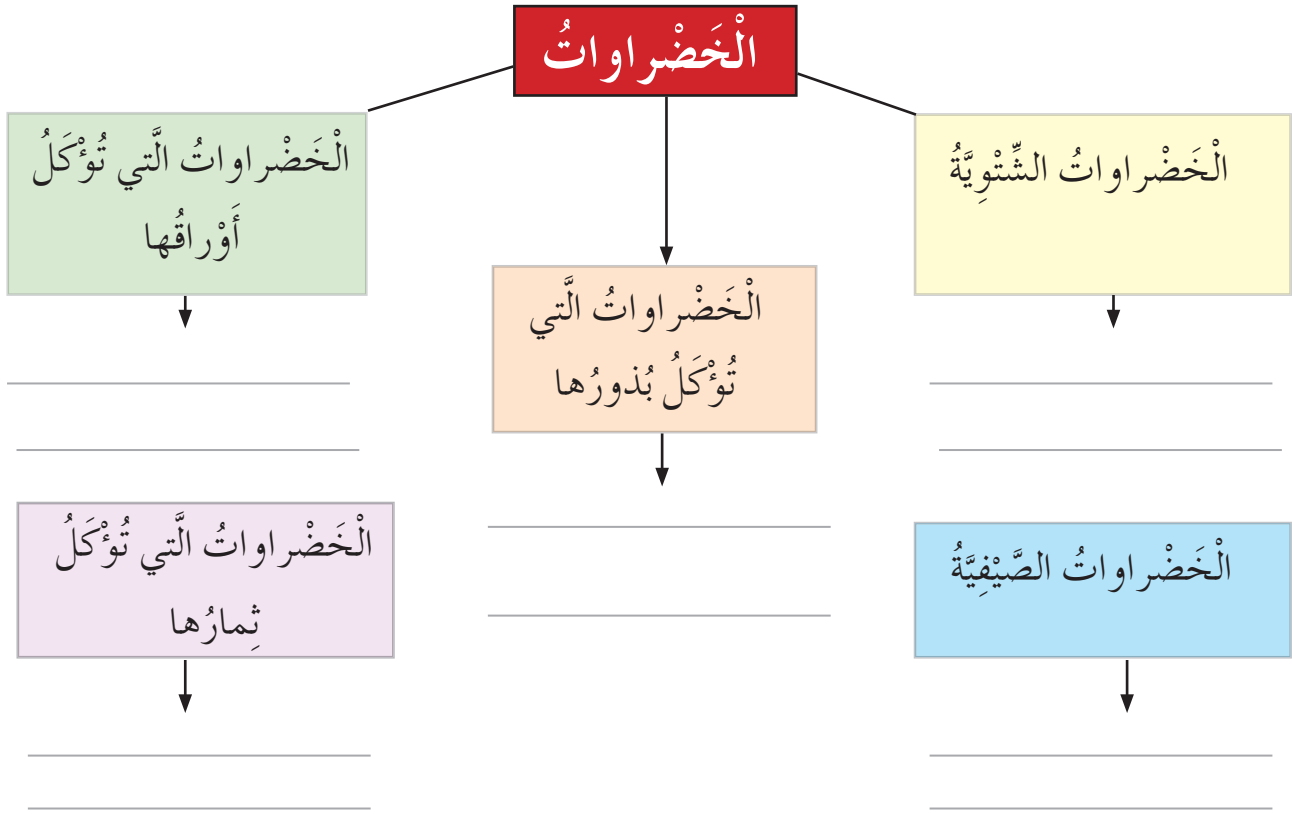 الْخَضْراواتُ
الْخَضْراواتُ الشِّتْوِيَّةُ
الْخَضْراواتُ الَّتي تُؤْكَلُ
أَوْراقُها
الْخَضْراواتُ الَّتي
تُؤْكَلُ بُذورُها
الْخَضْراواتُ الصَّيْفِيَّةُ
الْخَضْراواتُ الَّتي تُؤْكَلُ
ثِمارُها